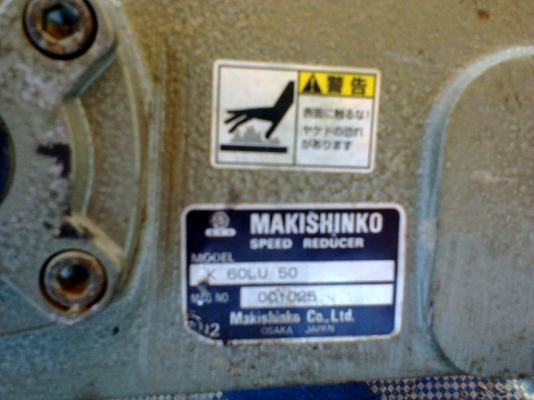 警告
表面に触るな!
ヤケドの恐れ
があります
MAKISHINKO
SPEED REDUCER
MODEL
K 60LU 50
MFG NO. 001025
Makishinko Co., Ltd.
OSAKA JAPAN